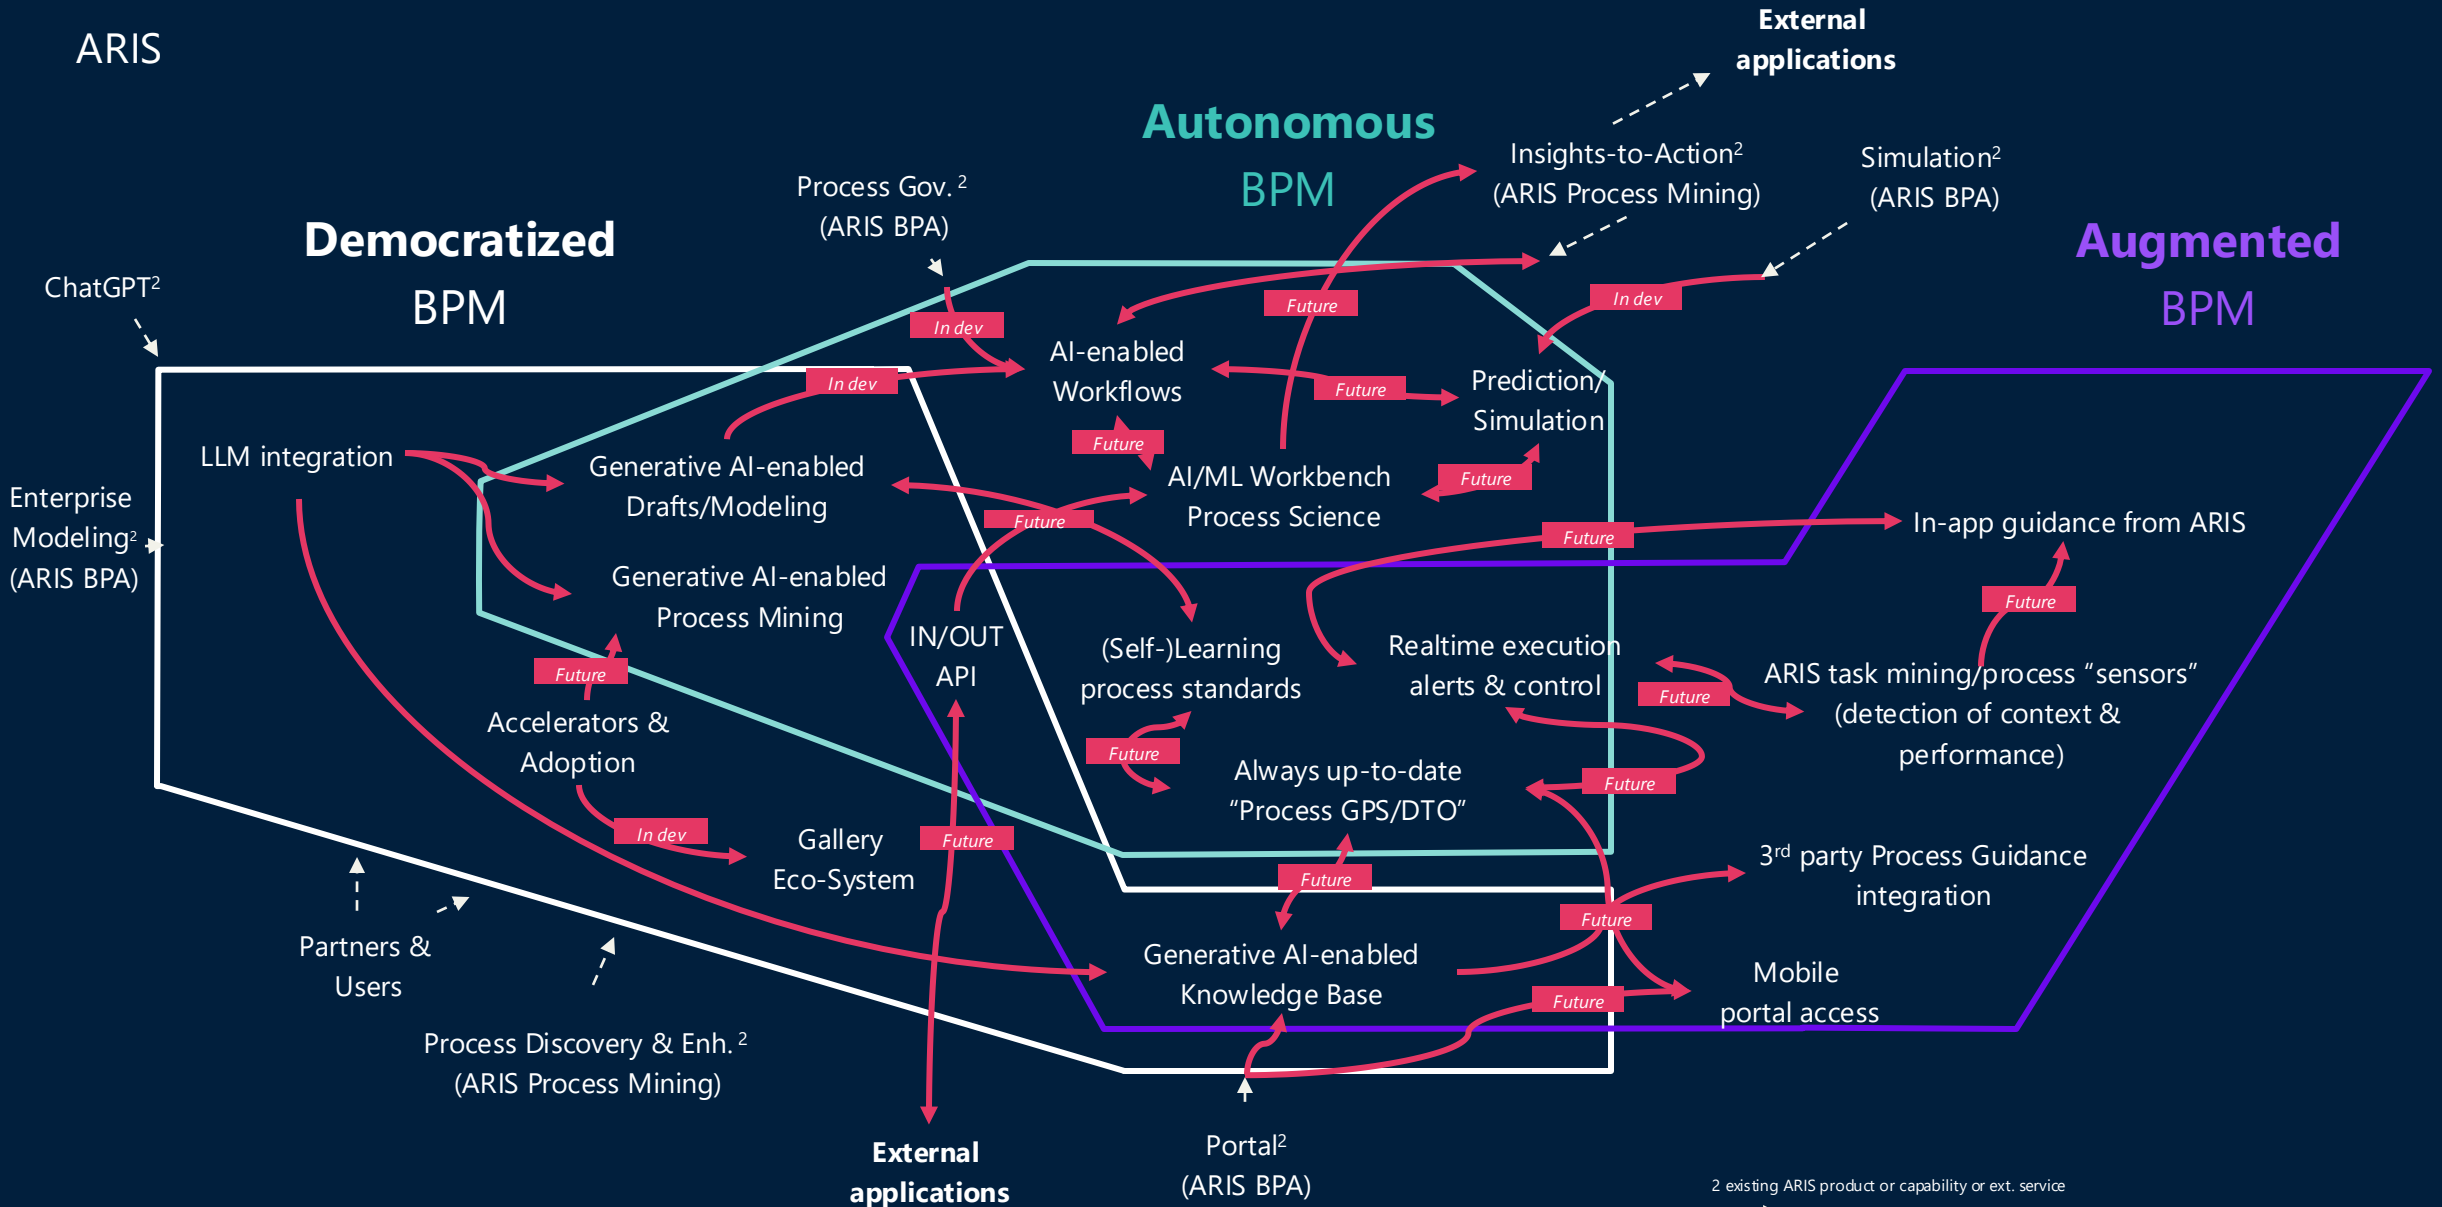 ARIS
External
applications
Autonomous
BPM
Insights-to-Action²
(ARIS Process Mining)
Simulation²
(ARIS BPA)
Process Gov. ²
(ARIS BPA)
Democratized
BPM
Augmented
BPM
ChatGPT²
Future
In dev
In dev
AI-enabled
Workflows
In dev
Future
Prediction/
Simulation
Future
LLM integration
Generative AI-enabled
Drafts/Modeling
AI/ML Workbench
Process Science
Future
Enterprise
Modeling²
(ARIS BPA)
Future
Future
In-app guidance from ARIS
Generative AI-enabled
Process Mining
Future
IN/OUT
API
(Self-)Learning
process standards
Realtime execution
alerts & control
Future
Future
ARIS task mining/process “sensors”
(detection of context &
performance)
Accelerators &
Adoption
Future
Always up-to-date
“Process GPS/DTO”
Future
In dev
Gallery
Eco-System
Future
Future
3rd party Process Guidance
integration
Future
Partners &
Users
Generative AI-enabled
Knowledge Base
Future
Mobile
portal access
Process Discovery & Enh. ²
(ARIS Process Mining)
External
applications
Portal²
(ARIS BPA)
2 existing ARIS product or capability or ext. service